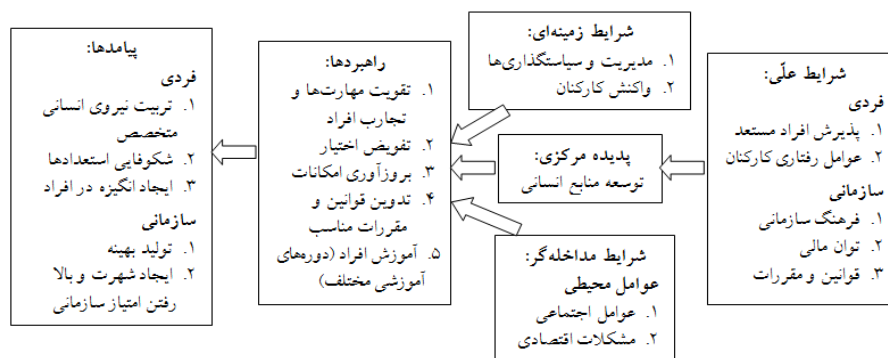 شرایط علّی:
فردی
۱. پذیرش افراد مستعد
۲. عوامل رفتاری کارکنان
سازمانی
۱. فرهنگ سازمانی
۲. توان مالی
۳. قوانین و مقررات
شرایط زمینه‌ای:
۱. مدیریت و سیاستگذاری‌ها
۲. واکنش کارکنان
پدیده مرکزی:
توسعه منابع انسانی
شرایط مداخله‌گر:
عوامل محیطی
۱. عوامل اجتماعی
۲. مشکلات اقتصادی
راهبردها:
۱. تقویت مهارت‌ها و
تجارب افراد
۲. تفویض اختیار
۳. بروزآوری امکانات
۴. تدوین قوانین و
مقررات مناسب
۵. آموزش افراد (دوره‌های
آموزشی مختلف)
پیامدها:
فردی
۱. تربیت نیروی انسانی
متخصص
۲. شکوفایی استعدادها
۳. ایجاد انگیزه در افراد
سازمانی
۱. تولید بهینه
۲. ایجاد شهرت و بالا
رفتن امتیاز سازمانی